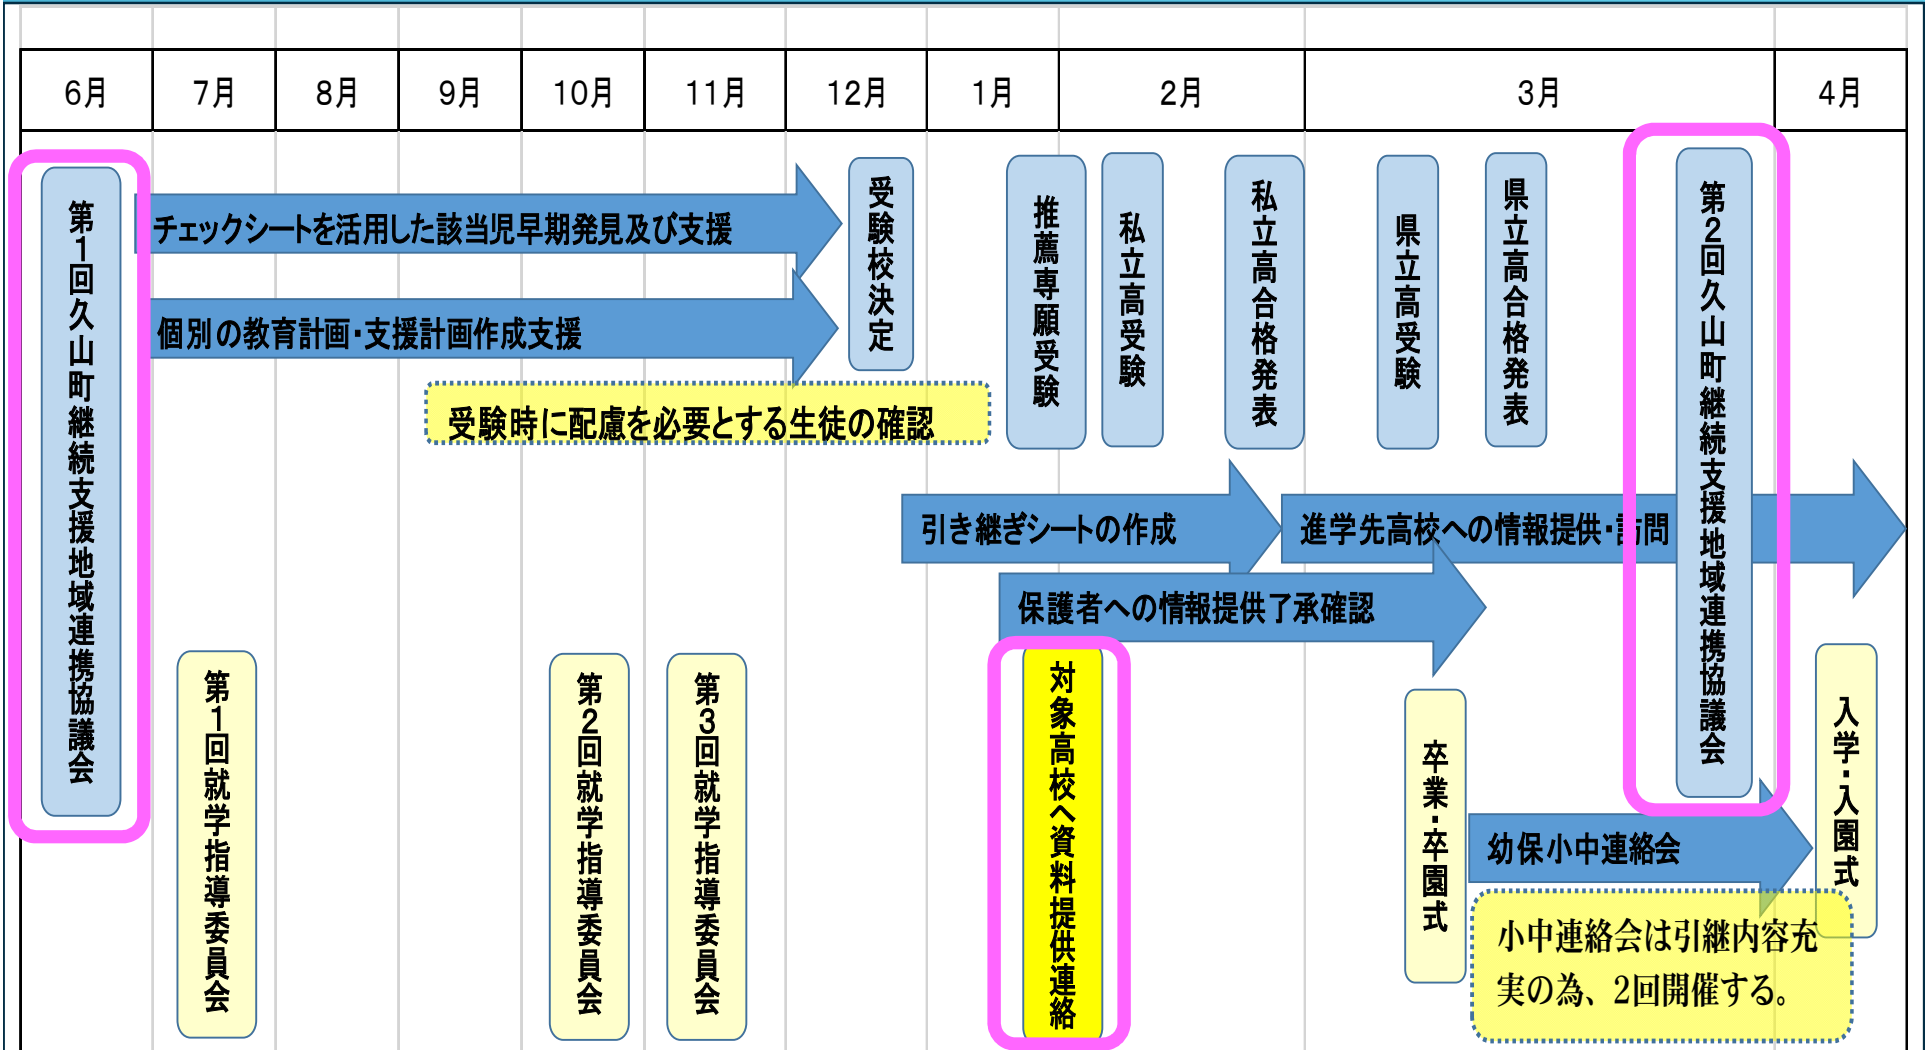 6月 7月 8月 9月 10月 11月 12月 1月 2月 3月 4月
第1回久山町継続支援地域連携協議会
チェックシートを活用した該当児早期発見及び支援
個別の教育計画・支援計画作成支援
受験校決定
受験時に配慮を必要とする生徒の確認
推薦専願受験
私立高受験
私立高合格発表
県立高受験
県立高合格発表
第2回久山町継続支援地域連携協議会
引き継ぎシートの作成
進学先高校への情報提供・訪問
保護者への情報提供了承確認
第1回就学指導委員会
第2回就学指導委員会
第3回就学指導委員会
対象高校へ資料提供連絡
卒業・卒園式
幼保小中連絡会
入学・入園式
小中連絡会は引継内容充
実の為、2回開催する。